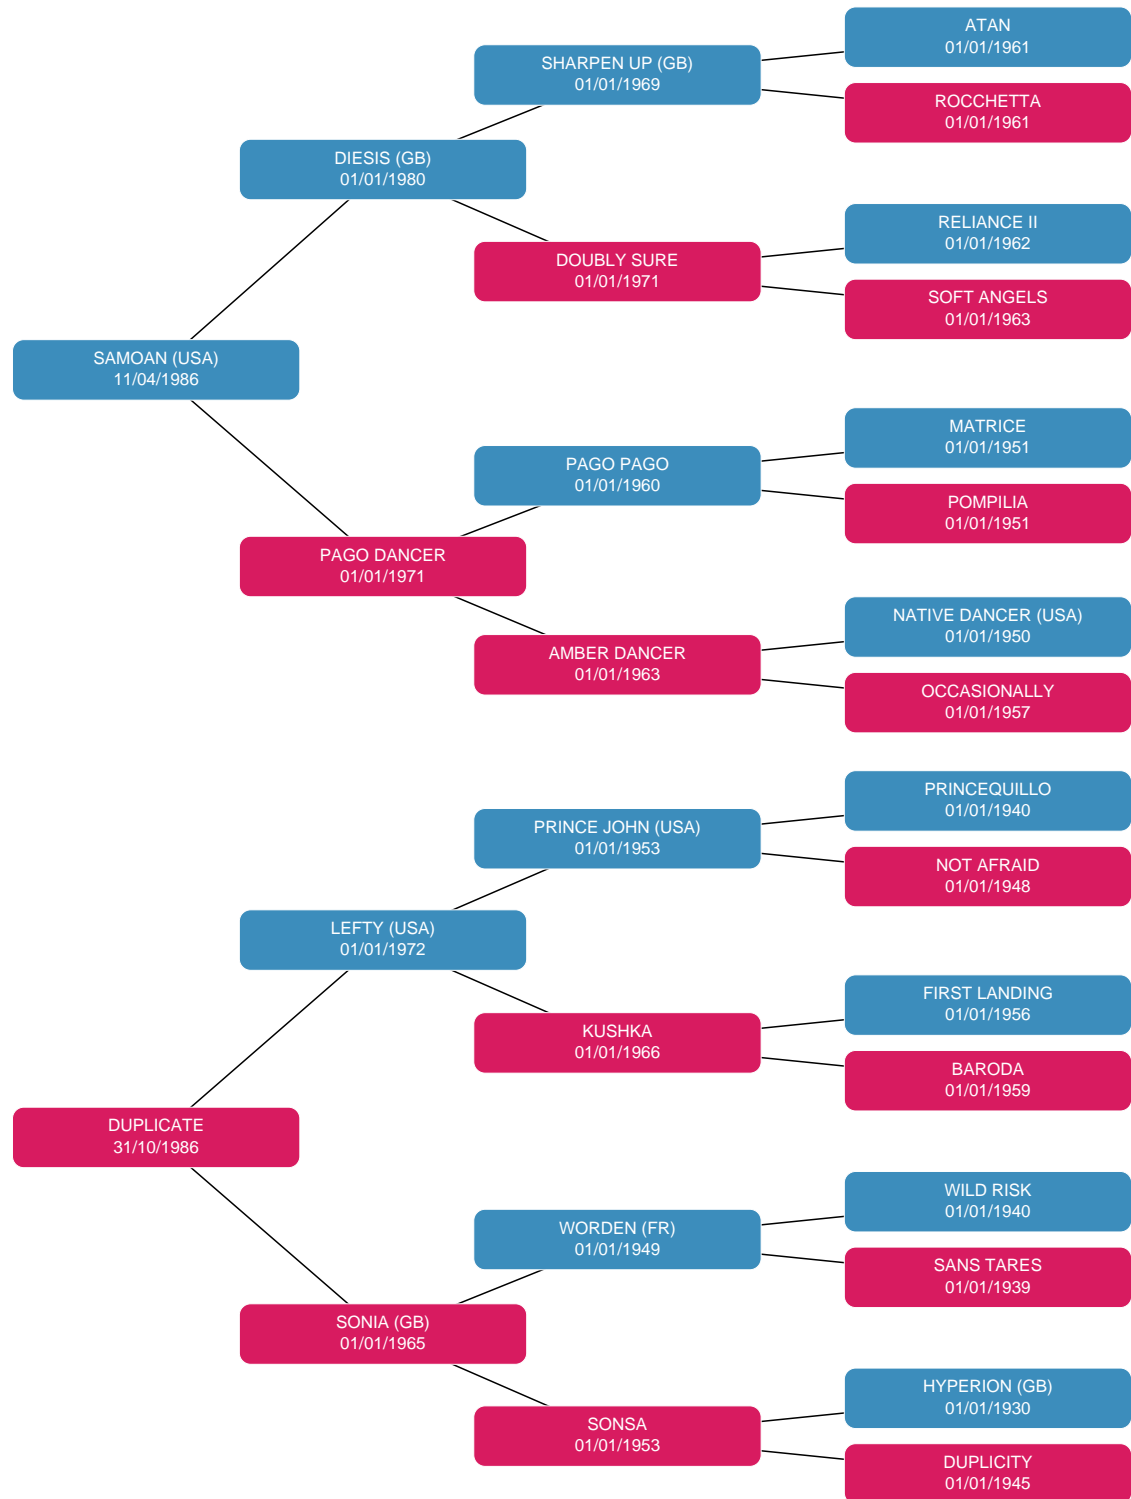 ATAN
01/01/1961
SHARPEN UP (GB)
01/01/1969
ROCCHETTA
01/01/1961
DIESIS (GB)
01/01/1980
RELIANCE II
01/01/1962
DOUBLY SURE
01/01/1971
SOFT ANGELS
01/01/1963
SAMOAN (USA)
11/04/1986
MATRICE
01/01/1951
PAGO PAGO
01/01/1960
POMPILIA
01/01/1951
PAGO DANCER
01/01/1971
NATIVE DANCER (USA)
01/01/1950
AMBER DANCER
01/01/1963
OCCASIONALLY
01/01/1957
PRINCEQUILLO
01/01/1940
PRINCE JOHN (USA)
01/01/1953
NOT AFRAID
01/01/1948
LEFTY (USA)
01/01/1972
FIRST LANDING
01/01/1956
KUSHKA
01/01/1966
BARODA
01/01/1959
DUPLICATE
31/10/1986
WILD RISK
01/01/1940
WORDEN (FR)
01/01/1949
SANS TARES
01/01/1939
SONIA (GB)
01/01/1965
HYPERION (GB)
01/01/1930
SONSA
01/01/1953
DUPLICITY
01/01/1945